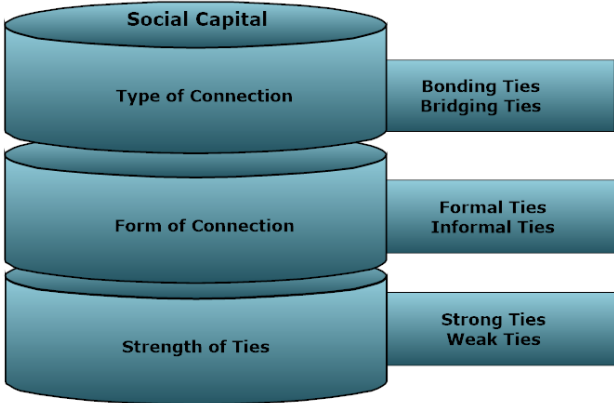 Social Capital
Type of Connection
Bonding Ties
Bridging Ties
Form of Connection
Formal Ties
Informal Ties
Strength of Ties
Strong Ties
Weak Ties